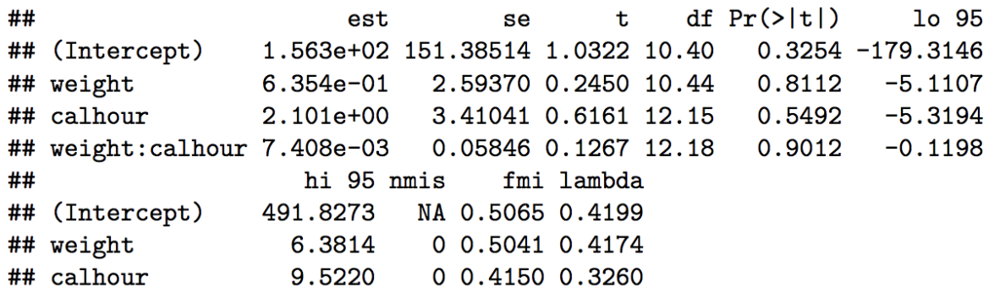 ## est se t df Pr(>|t|) lo 95
## (Intercept) 1.563e+02 151.38514 1.0322 10.40 0.3254 -179.3146
## weight 6.354e-01 2.59370 0.2450 10.44 0.8112 -5.1107
## calhour 2.101e+00 3.41041 0.6161 12.15 0.5492 -5.3194
## weight:calhour 7.408e-03 0.05846 0.1267 12.18 0.9012 -0.1198
## hi 95 nmis fmi lambda
## (Intercept) 491.8273 NA 0.5065 0.4199
## weight 6.3814 0 0.5041 0.4174
## calhour 9.5220 0 0.4150 0.3260